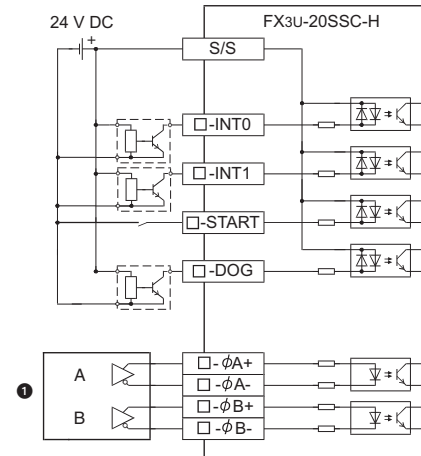 24 V DC
+
FX3U-20SSC-H
S/S
□-INT0
□-INT1
□-START
□-DOG
❶
A
B
□-ϕA+
□-ϕA-
□-ϕB+
□-ϕB-